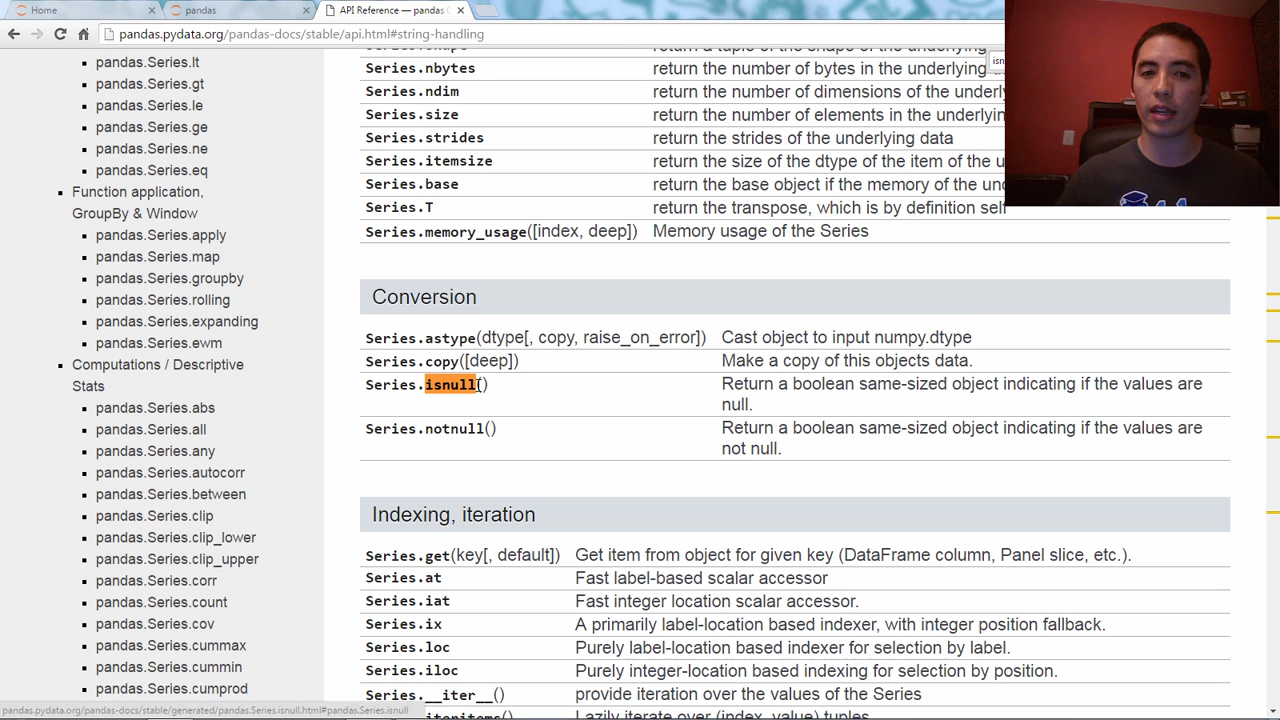 Home
pandas
API Reference — pandas
pandas.pydata.org/pandas-docs/stable/api.html#string-handling
isn
pandas.Series.lt
pandas.Series.gt
pandas.Series.le
pandas.Series.ge
pandas.Series.ne
pandas.Series.eq
Function application,
GroupBy & Window
pandas.Series.apply
pandas.Series.map
pandas.Series.groupby
pandas.Series.rolling
pandas.Series.expanding
pandas.Series.ewm
Computations / Descriptive
Stats
pandas.Series.abs
pandas.Series.all
pandas.Series.any
pandas.Series.autocorr
pandas.Series.between
pandas.Series.clip
pandas.Series.clip_lower
pandas.Series.clip_upper
pandas.Series.corr
pandas.Series.count
pandas.Series.cov
pandas.Series.cummax
pandas.Series.cummin
pandas.Series.cumprod
pandas.pydata.org/pandas-docs/stable/generated/pandas.Series.isnull.html#pandas.Series.isnull
return a tuple of the shape of the underlying
Series.nbytes return the number of bytes in the underlying
Series.ndim return the number of dimensions of the underly
Series.size return the number of elements in the underlyin
Series.strides return the strides of the underlying data
Series.itemsize return the size of the dtype of the item of the u
Series.base return the base object if the memory of the
Series.T return the transpose, which is by definition self
Series.memory_usage([index, deep]) Memory usage of the Series
Conversion
Series.astype(dtype[, copy, raise_on_error]) Cast object to input numpy.dtype
Series.copy([deep]) Make a copy of this objects data.
Series.isnull() Return a boolean same-sized object indicating if the values are
null.
Series.notnull() Return a boolean same-sized object indicating if the values are
not null.
Indexing, iteration
Series.get(key[, default]) Get item from object for given key (DataFrame column, Panel slice, etc.).
Series.at Fast label-based scalar accessor
Series.iat Fast integer location scalar accessor.
Series.ix A primarily label-location based indexer, with integer position fallback.
Series.loc Purely label-location based indexer for selection by label.
Series.iloc Purely integer-location based indexing for selection by position.
Series.__iter__() provide iteration over the values of the Series
Lazily iterate over (index, value) tuples